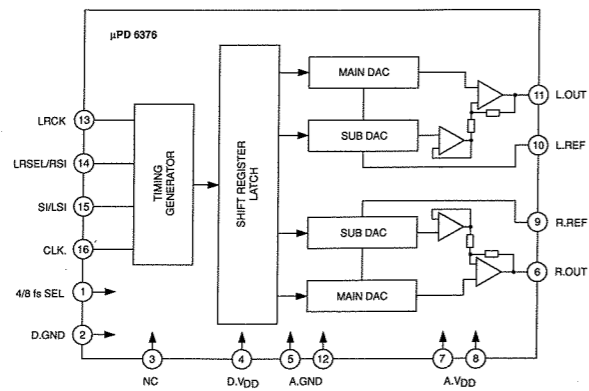 µPD 6376
MAIN DAC
11 L.OUT
LRCK 13
SUB DAC
10 L.REF
LRSEL/RSI 14
TIMING
GENERATOR
SHIFT REGISTER
LATCH
SI/LSI 15
9 R.REF
SUB DAC
CLK. 16
6 R.OUT
4/8 fs SEL 1
MAIN DAC
D.GND 2
3 4 5 12 7 8
NC D.VDD A.GND A.VDD